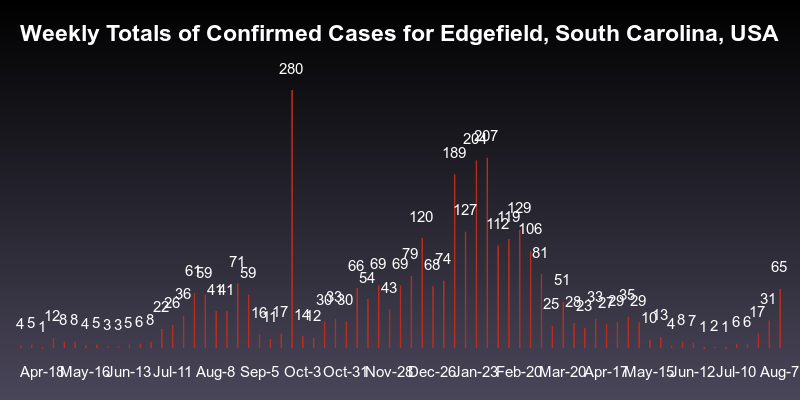 Weekly Totals of Confirmed Cases for Edgefield, South Carolina, USA
4 5 1 12 8 8 4 5 3 3 5 6 8 22 26 36 61 59 41 41 71 59 16 11 17 280 14 12 30 33 30 66 54 69 43 69 79 120 68 74 189 127 204 207 112 119 129 106 81 25 51 28 23 33 27 29 35 29 10 13 4 8 7 1 2 1 6 6 17 31 65
Apr-18 May-16 Jun-13 Jul-11 Aug-8 Sep-5 Oct-3 Oct-31 Nov-28 Dec-26 Jan-23 Feb-20 Mar-20 Apr-17 May-15 Jun-12 Jul-10 Aug-7